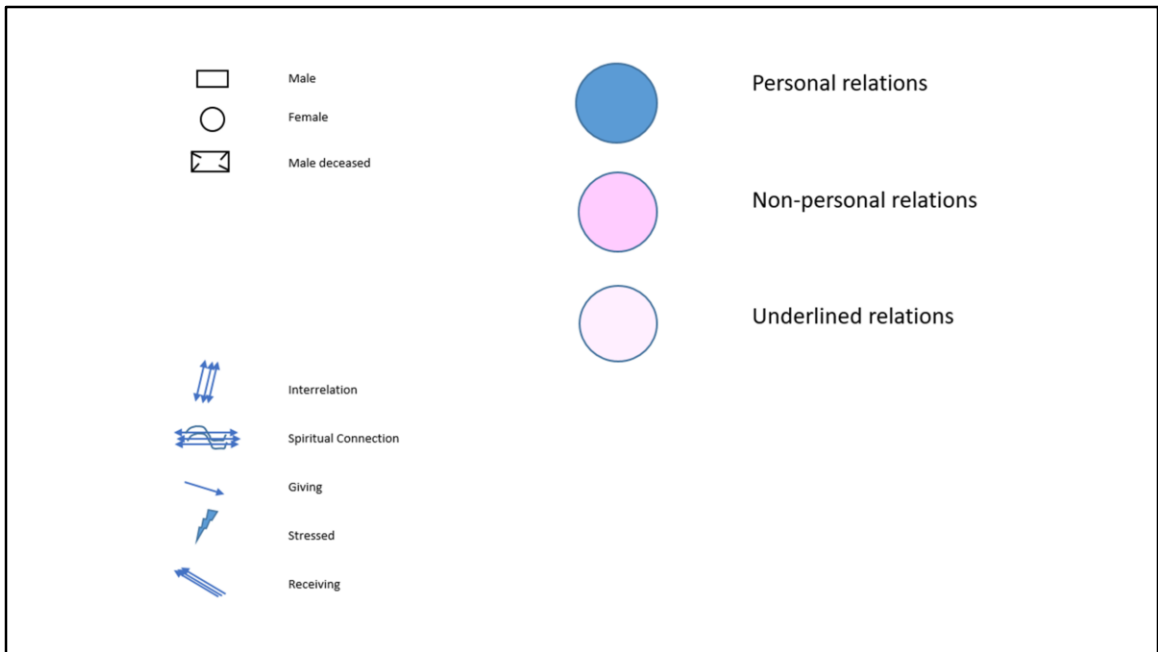 Male
Female
Male deceased
Interrelation
Spiritual Connection
Giving
Stressed
Receiving
Personal relations
Non-personal relations
Underlined relations